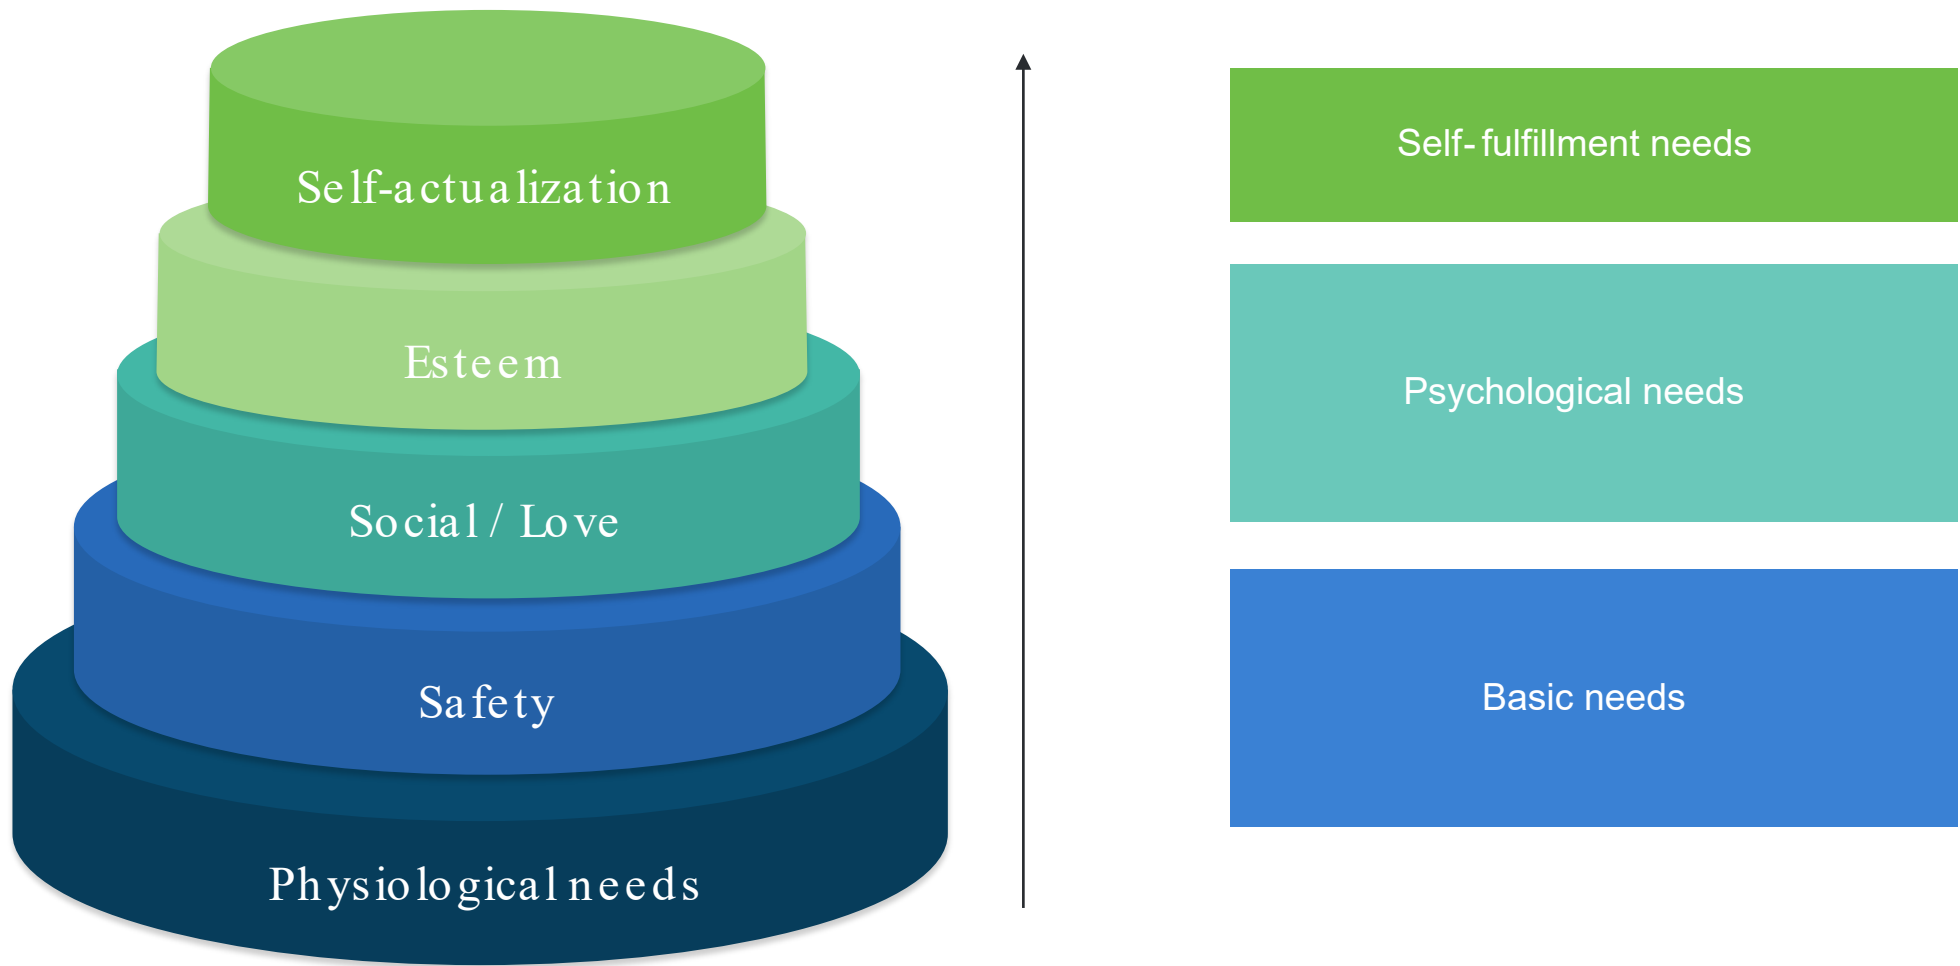 Self-actualization
Esteem
Social / Love
Safety
Physiological needs
Self-fulfillment needs
Psychological needs
Basic needs